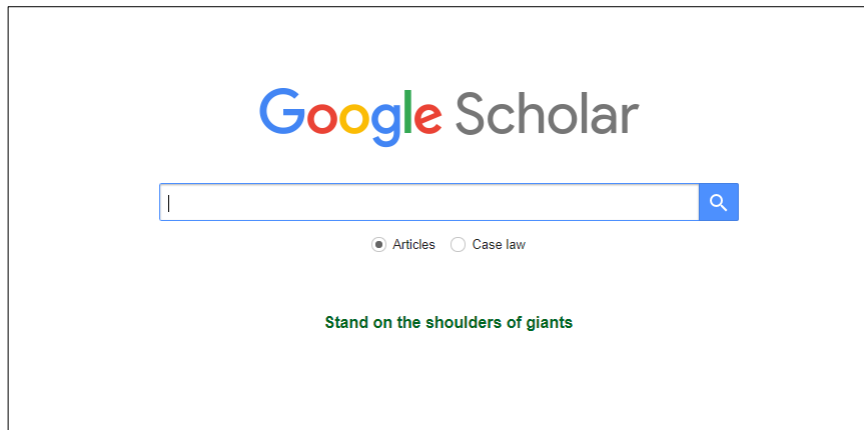 Google Scholar
Articles Case law
Stand on the shoulders of giants